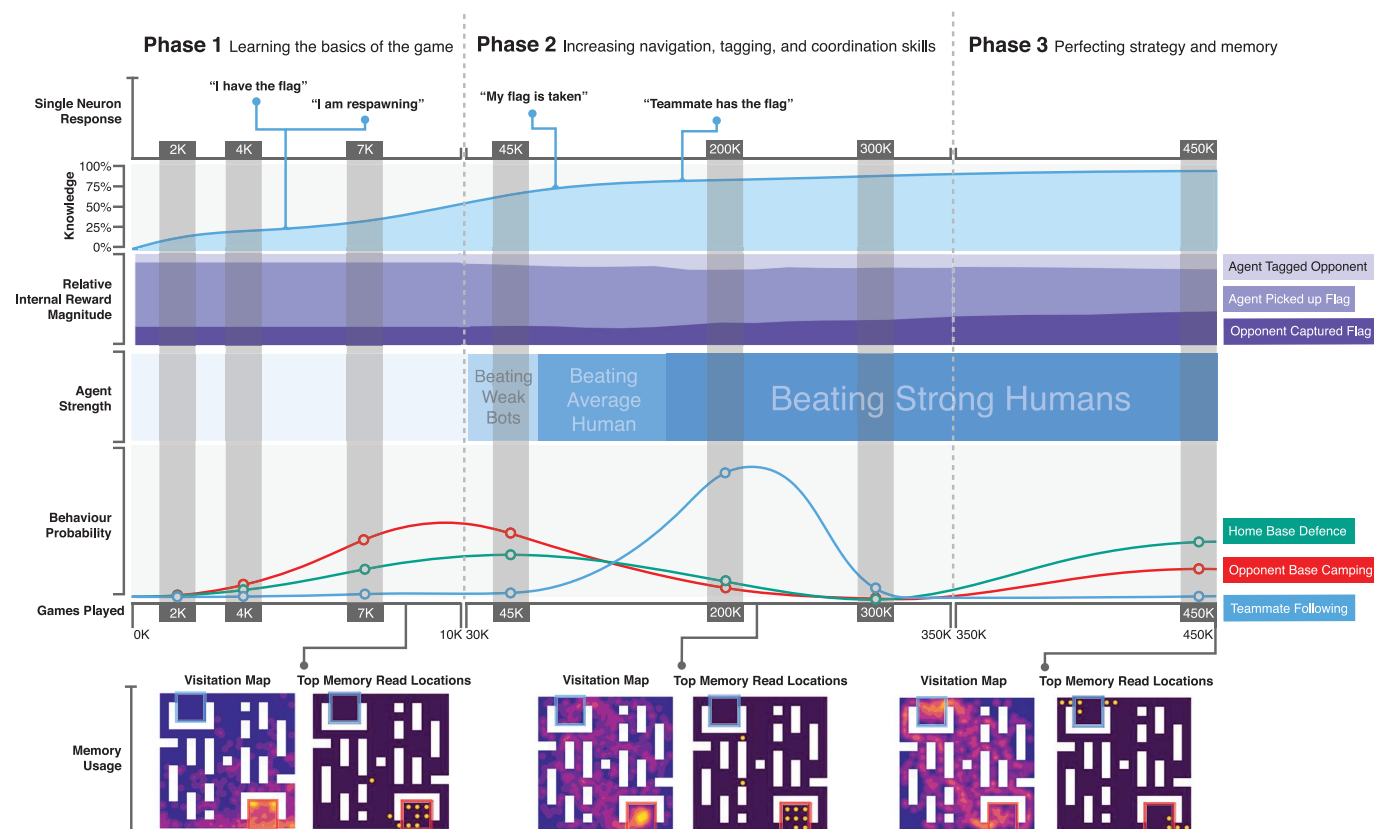 Phase 1 Learning the basics of the game
Phase 2 Increasing navigation, tagging, and coordination skills
Phase 3 Perfecting strategy and memory
Single Neuron
Response
“I have the flag”
“I am respawning”
“My flag is taken”
“Teammate has the flag”
2K
4K
7K
45K
200K
300K
450K
Knowledge
100%
75%
50%
25%
0%
Relative
Internal Reward
Magnitude
Agent Tagged Opponent
Agent Picked up Flag
Opponent Captured Flag
Agent
Strength
Beating
Weak
Bots
Beating
Average
Human
Beating Strong Humans
Behaviour
Probability
Home Base Defence
Opponent Base Camping
Teammate Following
Games Played
2K
4K
7K
45K
200K
300K
450K
0K
10K
30K
350K
350K
450K
Visitation Map
Top Memory Read Locations
Visitation Map
Top Memory Read Locations
Visitation Map
Top Memory Read Locations
Memory
Usage